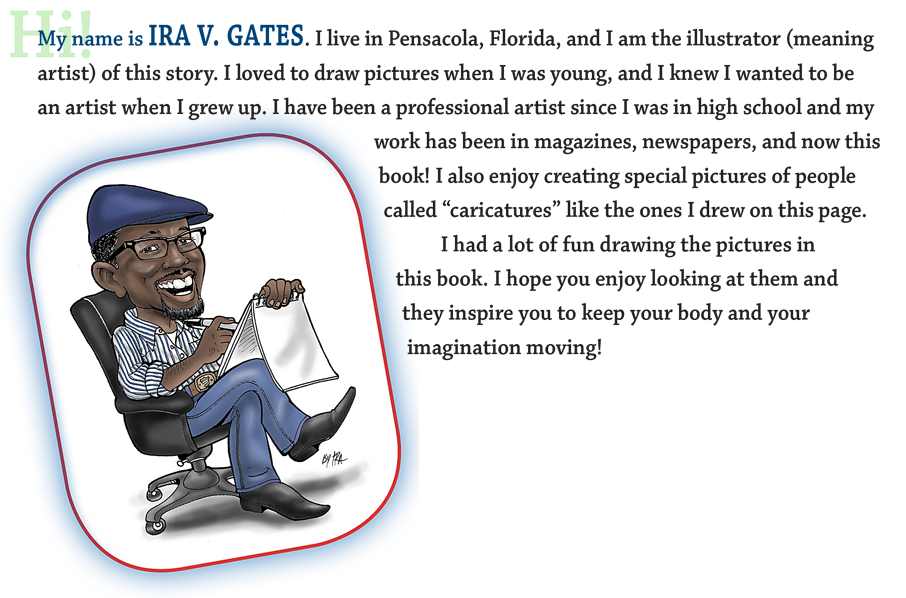 Hi!
My name is IRA V. GATES. I live in Pensacola, Florida, and I am the illustrator (meaning
artist) of this story. I loved to draw pictures when I was young, and I knew I wanted to be
an artist when I grew up. I have been a professional artist since I was in high school and my
work has been in magazines, newspapers, and now this
book! I also enjoy creating special pictures of people
called “caricatures” like the ones I drew on this page.
I had a lot of fun drawing the pictures in
this book. I hope you enjoy looking at them and
they inspire you to keep your body and your
imagination moving!
BY IRA